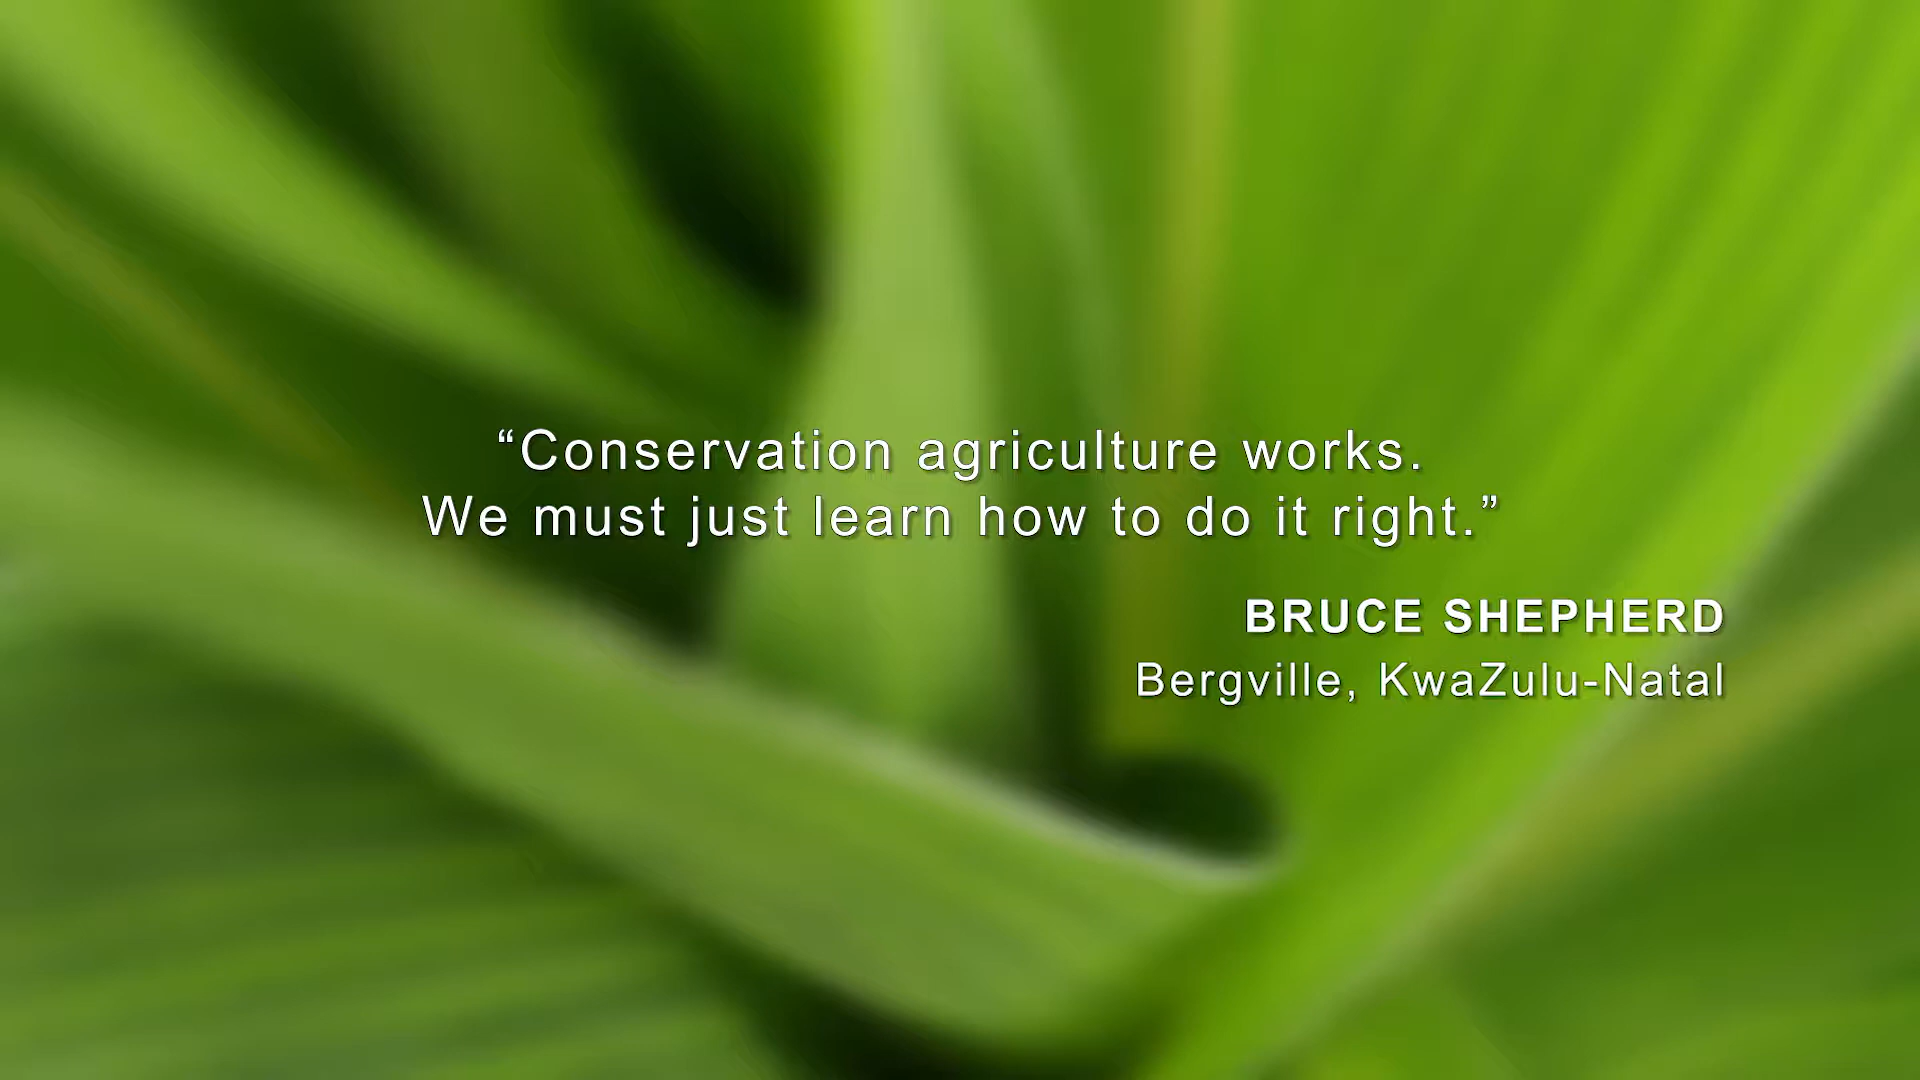 “Conservation agriculture works.
We must just learn how to do it right.”
BRUCE SHEPHERD
Bergville, KwaZulu-Natal